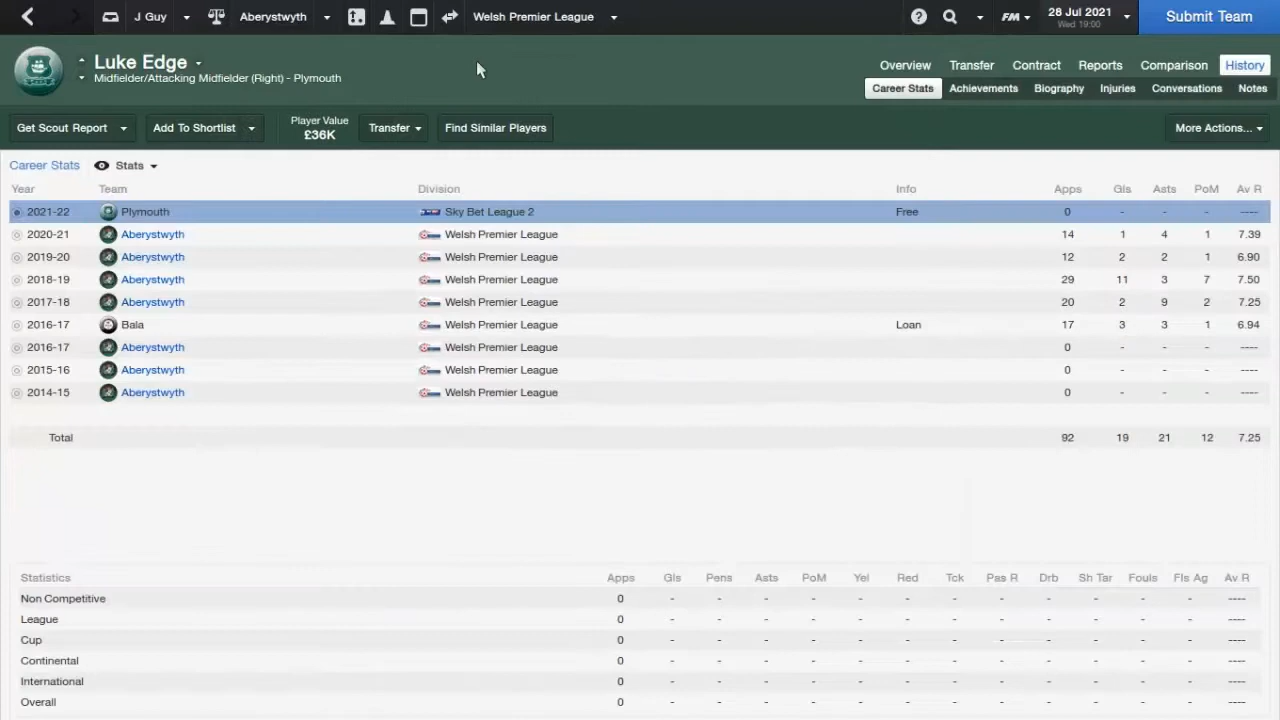 J Guy Aberystwyth Welsh Premier League FM 28 Jul 2021 Wed 19:00 Submit Team
Luke Edge
Midfielder/Attacking Midfielder (Right) - Plymouth
Overview Transfer Contract Reports Comparison History
Career Stats Achievements Biography Injuries Conversations Notes
Get Scout Report Add To Shortlist Player Value £36K Transfer Find Similar Players More Actions...
Career Stats Stats
Year Team Division Info Apps Gls Asts PoM Av R
2021-22 Plymouth Sky Bet League 2 Free 0 - - - ----
2020-21 Aberystwyth Welsh Premier League 14 1 4 1 7.39
2019-20 Aberystwyth Welsh Premier League 12 2 2 1 6.90
2018-19 Aberystwyth Welsh Premier League 29 11 3 7 7.50
2017-18 Aberystwyth Welsh Premier League 20 2 9 2 7.25
2016-17 Bala Welsh Premier League Loan 17 3 3 1 6.94
2016-17 Aberystwyth Welsh Premier League 0 - - - ----
2015-16 Aberystwyth Welsh Premier League 0 - - - ----
2014-15 Aberystwyth Welsh Premier League 0 - - - ----
Total 92 19 21 12 7.25
Statistics Apps Gls Pens Asts PoM Yel Red Tck Pas R Drb Sh Tar Fouls Fls Ag Av R
Non Competitive 0 - - - - - - - - - - - - ----
League 0 - - - - - - - - - - - - ----
Cup 0 - - - - - - - - - - - - ----
Continental 0 - - - - - - - - - - - - ----
International 0 - - - - - - - - - - - - ----
Overall 0 - - - - - - - - - - - - ----